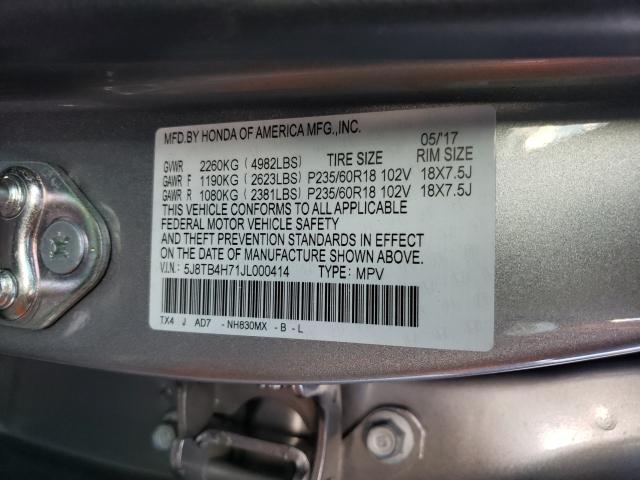 MFD.BY HONDA OF AMERICA MFG.,INC. 05/'17
GVWR 2260KG ( 4982LBS) TIRE SIZE RIM SIZE
GAWR F 1190KG ( 2623LBS) P235/60R18 102V 18X7.5J
GAWR R 1080KG ( 2381LBS) P235/60R18 102V 18X7.5J
THIS VEHICLE CONFORMS TO ALL APPLICABLE
FEDERAL MOTOR VEHICLE SAFETY
AND THEFT PREVENTION STANDARDS IN EFFECT
ON THE DATE OF MANUFACTURE SHOWN ABOVE.
V.I.N.: 5J8TB4H71JL000414 TYPE: MPV
TX4 J AD7 -NH830MX -B -L